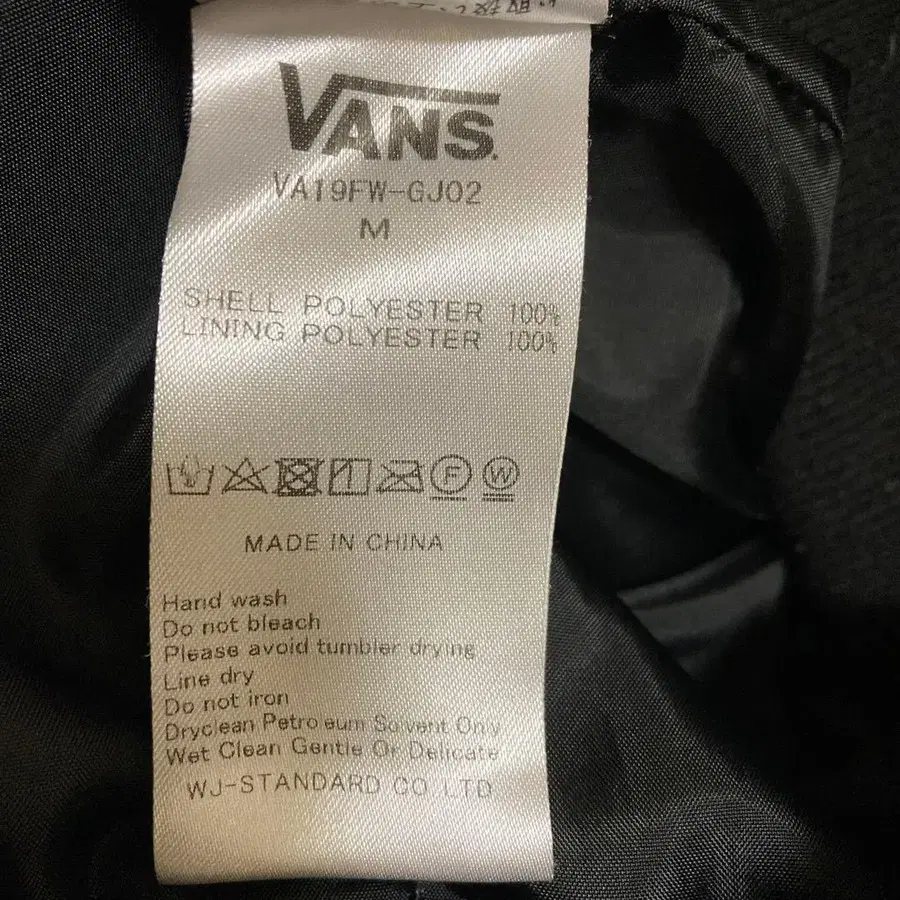 VANS
VA19FW-GJ02
M
SHELL POLYESTER 100%
LINING POLYESTER 100%
F W
MADE IN CHINA
Hand wash
Do not bleach
Please avoid tumbler drying
Line dry
Do not iron
Dryclean Petroleum Solvent Only
Wet Clean Gentle Or Delicate
WJ-STANDARD CO LTD